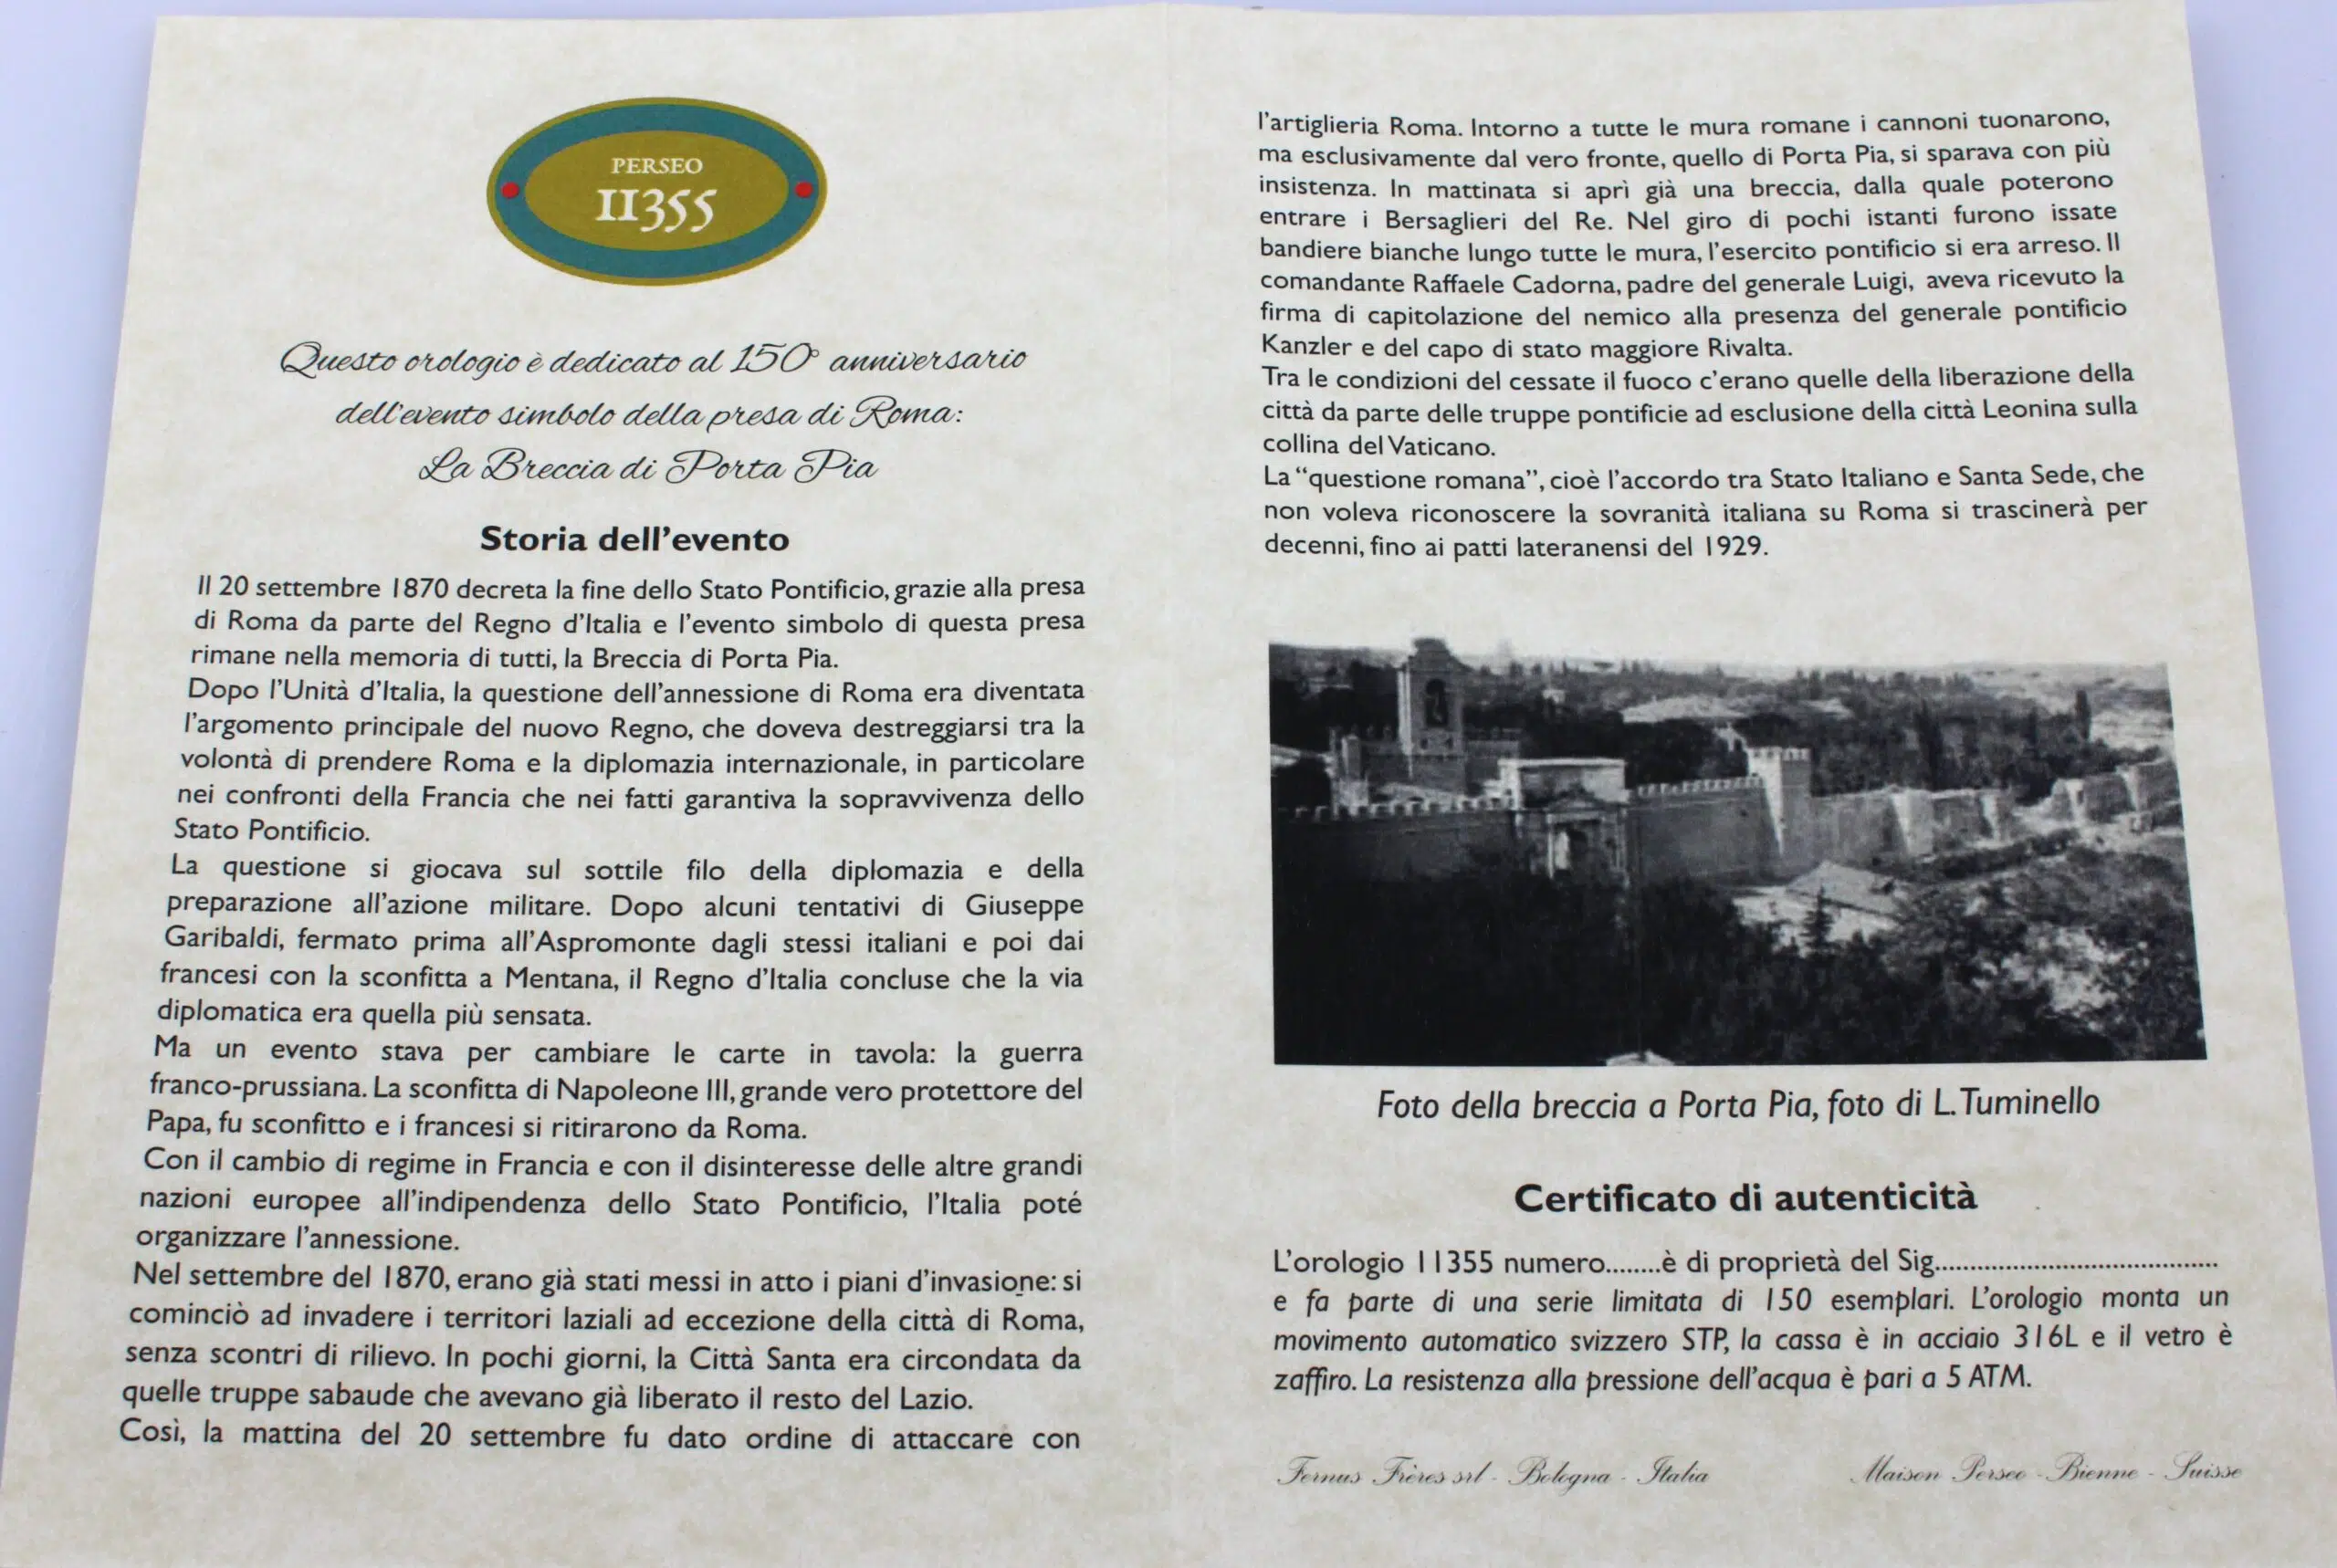 PERSEO
11355
Questo orologio è dedicato al 150° anniversario
dell'evento simbolo della presa di Roma:
La Breccia di Porta Pia
Storia dell'evento
Il 20 settembre 1870 decreta la fine dello Stato Pontificio, grazie alla presa
di Roma da parte del Regno d'Italia e l'evento simbolo di questa presa
rimane nella memoria di tutti, la Breccia di Porta Pia.
Dopo l'Unità d'Italia, la questione dell'annessione di Roma era diventata
l'argomento principale del nuovo Regno, che doveva destreggiarsi tra la
volontà di prendere Roma e la diplomazia internazionale, in particolare
nei confronti della Francia che nei fatti garantiva la sopravvivenza dello
Stato Pontificio.
La questione si giocava sul sottile filo della diplomazia e della
preparazione all'azione militare. Dopo alcuni tentativi di Giuseppe
Garibaldi, fermato prima all'Aspromonte dagli stessi italiani e poi dai
francesi con la sconfitta a Mentana, il Regno d'Italia concluse che la via
diplomatica era quella più sensata.
Ma un evento stava per cambiare le carte in tavola: la guerra
franco-prussiana. La sconfitta di Napoleone III, grande vero protettore del
Papa, fu sconfitto e i francesi si ritirarono da Roma.
Con il cambio di regime in Francia e con il disinteresse delle altre grandi
nazioni europee all'indipendenza dello Stato Pontificio, l'Italia poté
organizzare l'annessione.
Nel settembre del 1870, erano già stati messi in atto i piani d'invasione: si
cominciò ad invadere i territori laziali ad eccezione della città di Roma,
senza scontri di rilievo. In pochi giorni, la Città Santa era circondata da
quelle truppe sabaude che avevano già liberato il resto del Lazio.
Così, la mattina del 20 settembre fu dato ordine di attaccare con
l'artiglieria Roma. Intorno a tutte le mura romane i cannoni tuonarono,
ma esclusivamente dal vero fronte, quello di Porta Pia, si sparava con più
insistenza. In mattinata si aprì già una breccia, dalla quale poterono
entrare i Bersaglieri del Re. Nel giro di pochi istanti furono issate
bandiere bianche lungo tutte le mura, l'esercito pontificio si era arreso. Il
comandante Raffaele Cadorna, padre del generale Luigi, aveva ricevuto la
firma di capitolazione del nemico alla presenza del generale pontificio
Kanzler e del capo di stato maggiore Rivalta.
Tra le condizioni del cessate il fuoco c'erano quelle della liberazione della
città da parte delle truppe pontificie ad esclusione della città Leonina sulla
collina del Vaticano.
La "questione romana", cioè l'accordo tra Stato Italiano e Santa Sede, che
non voleva riconoscere la sovranità italiana su Roma si trascinerà per
decenni, fino ai patti lateranensi del 1929.
Foto della breccia a Porta Pia, foto di L. Tuminello
Certificato di autenticità
L'orologio 11355 numero........è di proprietà del Sig.........................................
e fa parte di una serie limitata di 150 esemplari. L'orologio monta un
movimento automatico svizzero STP, la cassa è in acciaio 316L e il vetro è
zaffiro. La resistenza alla pressione dell'acqua è pari a 5 ATM.
Fernus Frères srl - Bologna - Italia
Maison Perseo - Bienne - Suisse